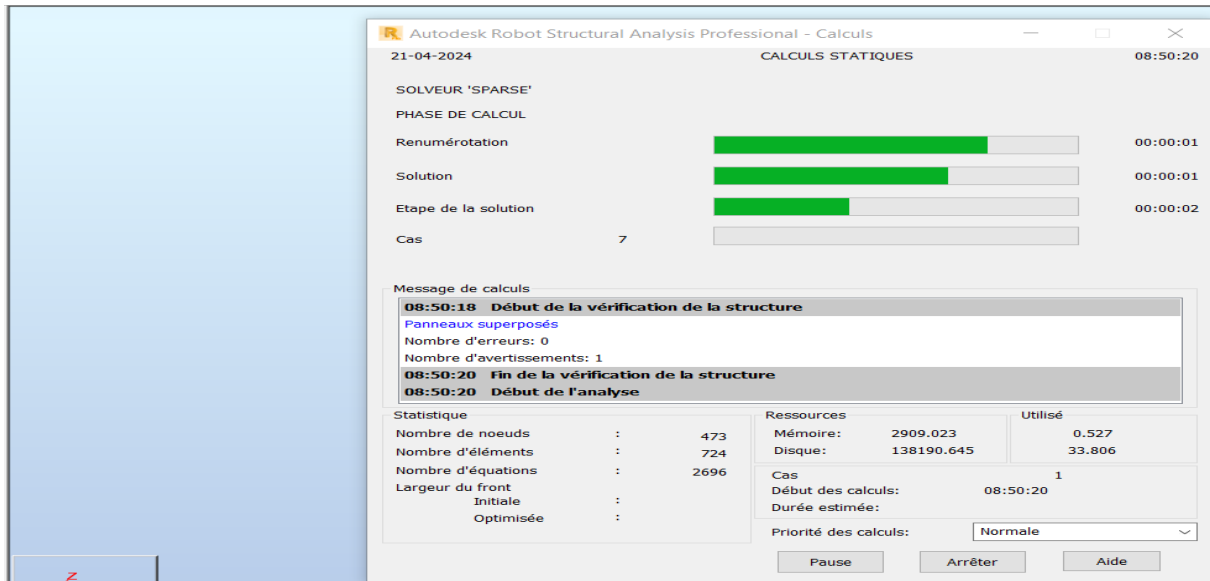 Autodesk Robot Structural Analysis Professional - Calculs
21-04-2024 CALCULS STATIQUES 08:50:20
SOLVEUR 'SPARSE'
PHASE DE CALCUL
Renumérotation 00:00:01
Solution 00:00:01
Etape de la solution 00:00:02
Cas 7
Message de calculs
08:50:18 Début de la vérification de la structure
Panneaux superposés
Nombre d'erreurs: 0
Nombre d'avertissements: 1
08:50:20 Fin de la vérification de la structure
08:50:20 Début de l'analyse
Statistique
Nombre de noeuds : 473
Nombre d'éléments : 724
Nombre d'équations : 2696
Largeur du front
Initiale :
Optimisée :
Ressources Utilisé
Mémoire: 2909.023 0.527
Disque: 138190.645 33.806
Cas 1
Début des calculs: 08:50:20
Durée estimée:
Priorité des calculs: Normale
Pause Arrêter Aide
Z